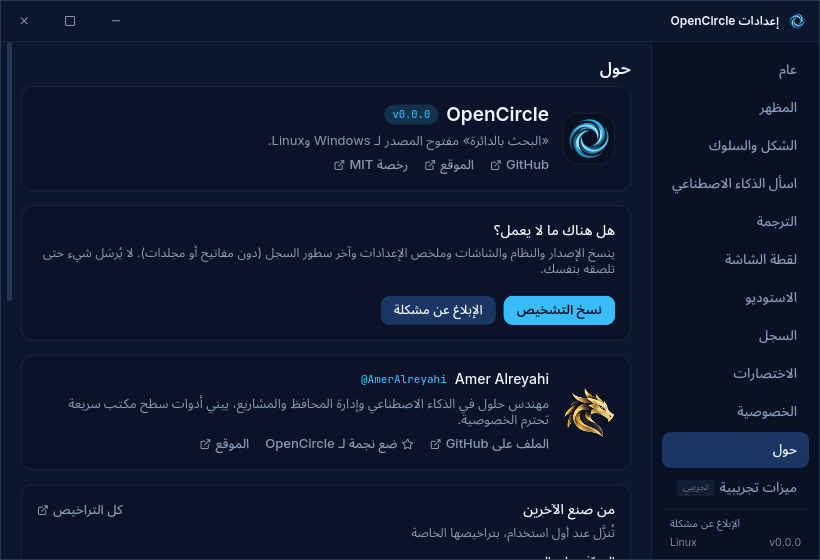 إعدادات OpenCircle
عام
المظهر
الشكل والسلوك
اسأل الذكاء الاصطناعي
الترجمة
لقطة الشاشة
الاستوديو
السجل
الاختصارات
الخصوصية
حول
ميزات تجريبية تجريبي
الإبلاغ عن مشكلة
v0.0.0 Linux
حول
OpenCircle v0.0.0
«البحث بالدائرة» مفتوح المصدر لـ Windows وLinux.
GitHub الموقع رخصة MIT
هل هناك ما لا يعمل؟
ينسخ الإصدار والنظام والشاشات وملخص الإعدادات وآخر سطور السجل (دون مفاتيح أو مجلدات). لا يُرسَل شيء حتى
تلصقه بنفسك.
نسخ التشخيص الإبلاغ عن مشكلة
Amer Alreyahi @AmerAlreyahi
مهندس حلول في الذكاء الاصطناعي وإدارة المحافظ والمشاريع، يبني أدوات سطح مكتب سريعة
تحترم الخصوصية.
الملف على GitHub ضع نجمة لـ OpenCircle الموقع
من صنع الآخرين كل التراخيص
تُنزَّل عند أول استخدام، بتراخيصها الخاصة